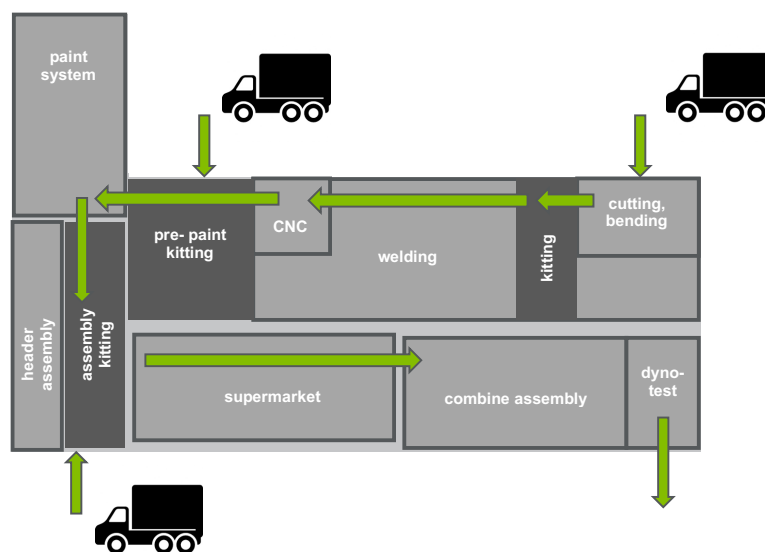 paint
system
cutting,
bending
CNC
pre- paint
kitting
welding
kitting
header
assembly
assembly
kitting
supermarket
combine assembly
dyno-
test